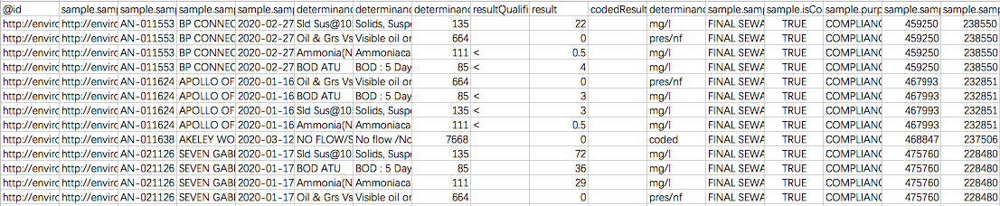 @id sample.sam sample.sam sample.sam sample.sam determinand determinand determinand resultQualifi result codedResult determinand sample.sam sample.isCo sample.purp sample.samp sample.samp
http://enviro http://enviro AN-011553 BP CONNEC 2020-02-27 Sld Sus@10 Solids, Suspe 135 22 mg/l FINAL SEWA TRUE COMPLIANC 459250 238550
http://enviro http://enviro AN-011553 BP CONNEC 2020-02-27 Oil & Grs Vs Visible oil or 664 0 pres/nf FINAL SEWA TRUE COMPLIANC 459250 238550
http://enviro http://enviro AN-011553 BP CONNEC 2020-02-27 Ammonia(N Ammoniaca 111 < 0.5 mg/l FINAL SEWA TRUE COMPLIANC 459250 238550
http://enviro http://enviro AN-011553 BP CONNEC 2020-02-27 BOD ATU BOD : 5 Day 85 < 4 mg/l FINAL SEWA TRUE COMPLIANC 459250 238550
http://enviro http://enviro AN-011624 APOLLO OF 2020-01-16 Oil & Grs Vs Visible oil or 664 0 pres/nf FINAL SEWA TRUE COMPLIANC 467993 232851
http://enviro http://enviro AN-011624 APOLLO OF 2020-01-16 BOD ATU BOD : 5 Day 85 < 3 mg/l FINAL SEWA TRUE COMPLIANC 467993 232851
http://enviro http://enviro AN-011624 APOLLO OF 2020-01-16 Sld Sus@10 Solids, Suspe 135 < 3 mg/l FINAL SEWA TRUE COMPLIANC 467993 232851
http://enviro http://enviro AN-011624 APOLLO OF 2020-01-16 Ammonia(N Ammoniaca 111 < 0.5 mg/l FINAL SEWA TRUE COMPLIANC 467993 232851
http://enviro http://enviro AN-011638 AKELEY WO 2020-03-12 NO FLOW/S No flow /No 7668 0 coded FINAL SEWA TRUE COMPLIANC 468847 237506
http://enviro http://enviro AN-021126 SEVEN GABI 2020-01-17 Sld Sus@10 Solids, Suspe 135 72 mg/l FINAL SEWA TRUE COMPLIANC 475760 228480
http://enviro http://enviro AN-021126 SEVEN GABI 2020-01-17 BOD ATU BOD : 5 Day 85 36 mg/l FINAL SEWA TRUE COMPLIANC 475760 228480
http://enviro http://enviro AN-021126 SEVEN GABI 2020-01-17 Ammonia(N Ammoniaca 111 29 mg/l FINAL SEWA TRUE COMPLIANC 475760 228480
http://enviro http://enviro AN-021126 SEVEN GABI 2020-01-17 Oil & Grs Vs Visible oil or 664 0 pres/nf FINAL SEWA TRUE COMPLIANC 475760 228480